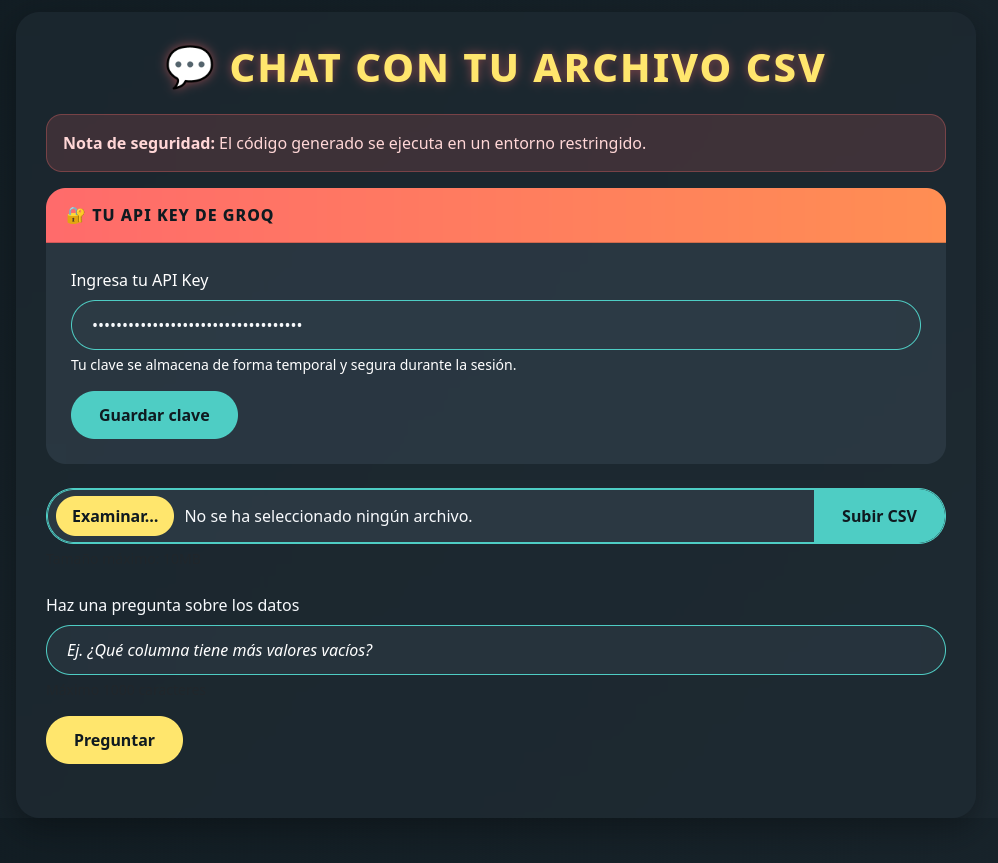 💬 CHAT CON TU ARCHIVO CSV
Nota de seguridad: El código generado se ejecuta en un entorno restringido.
🔐 TU API KEY DE GROQ
Ingresa tu API Key
••••••••••••••••••••••••••••••••••••
Tu clave se almacena de forma temporal y segura durante la sesión.
Guardar clave
Examinar... No se ha seleccionado ningún archivo. Subir CSV
Haz una pregunta sobre los datos
Ej. ¿Qué columna tiene más valores vacíos?
Preguntar